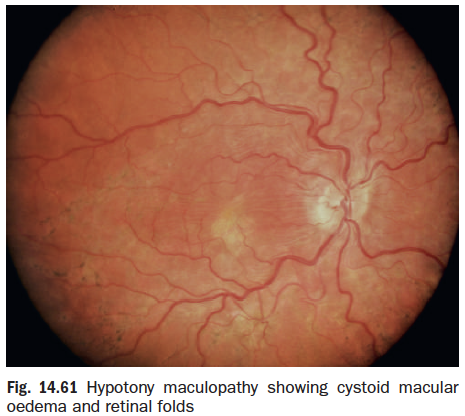 Fig. 14.61 Hypotony maculopathy showing cystoid macular
oedema and retinal folds